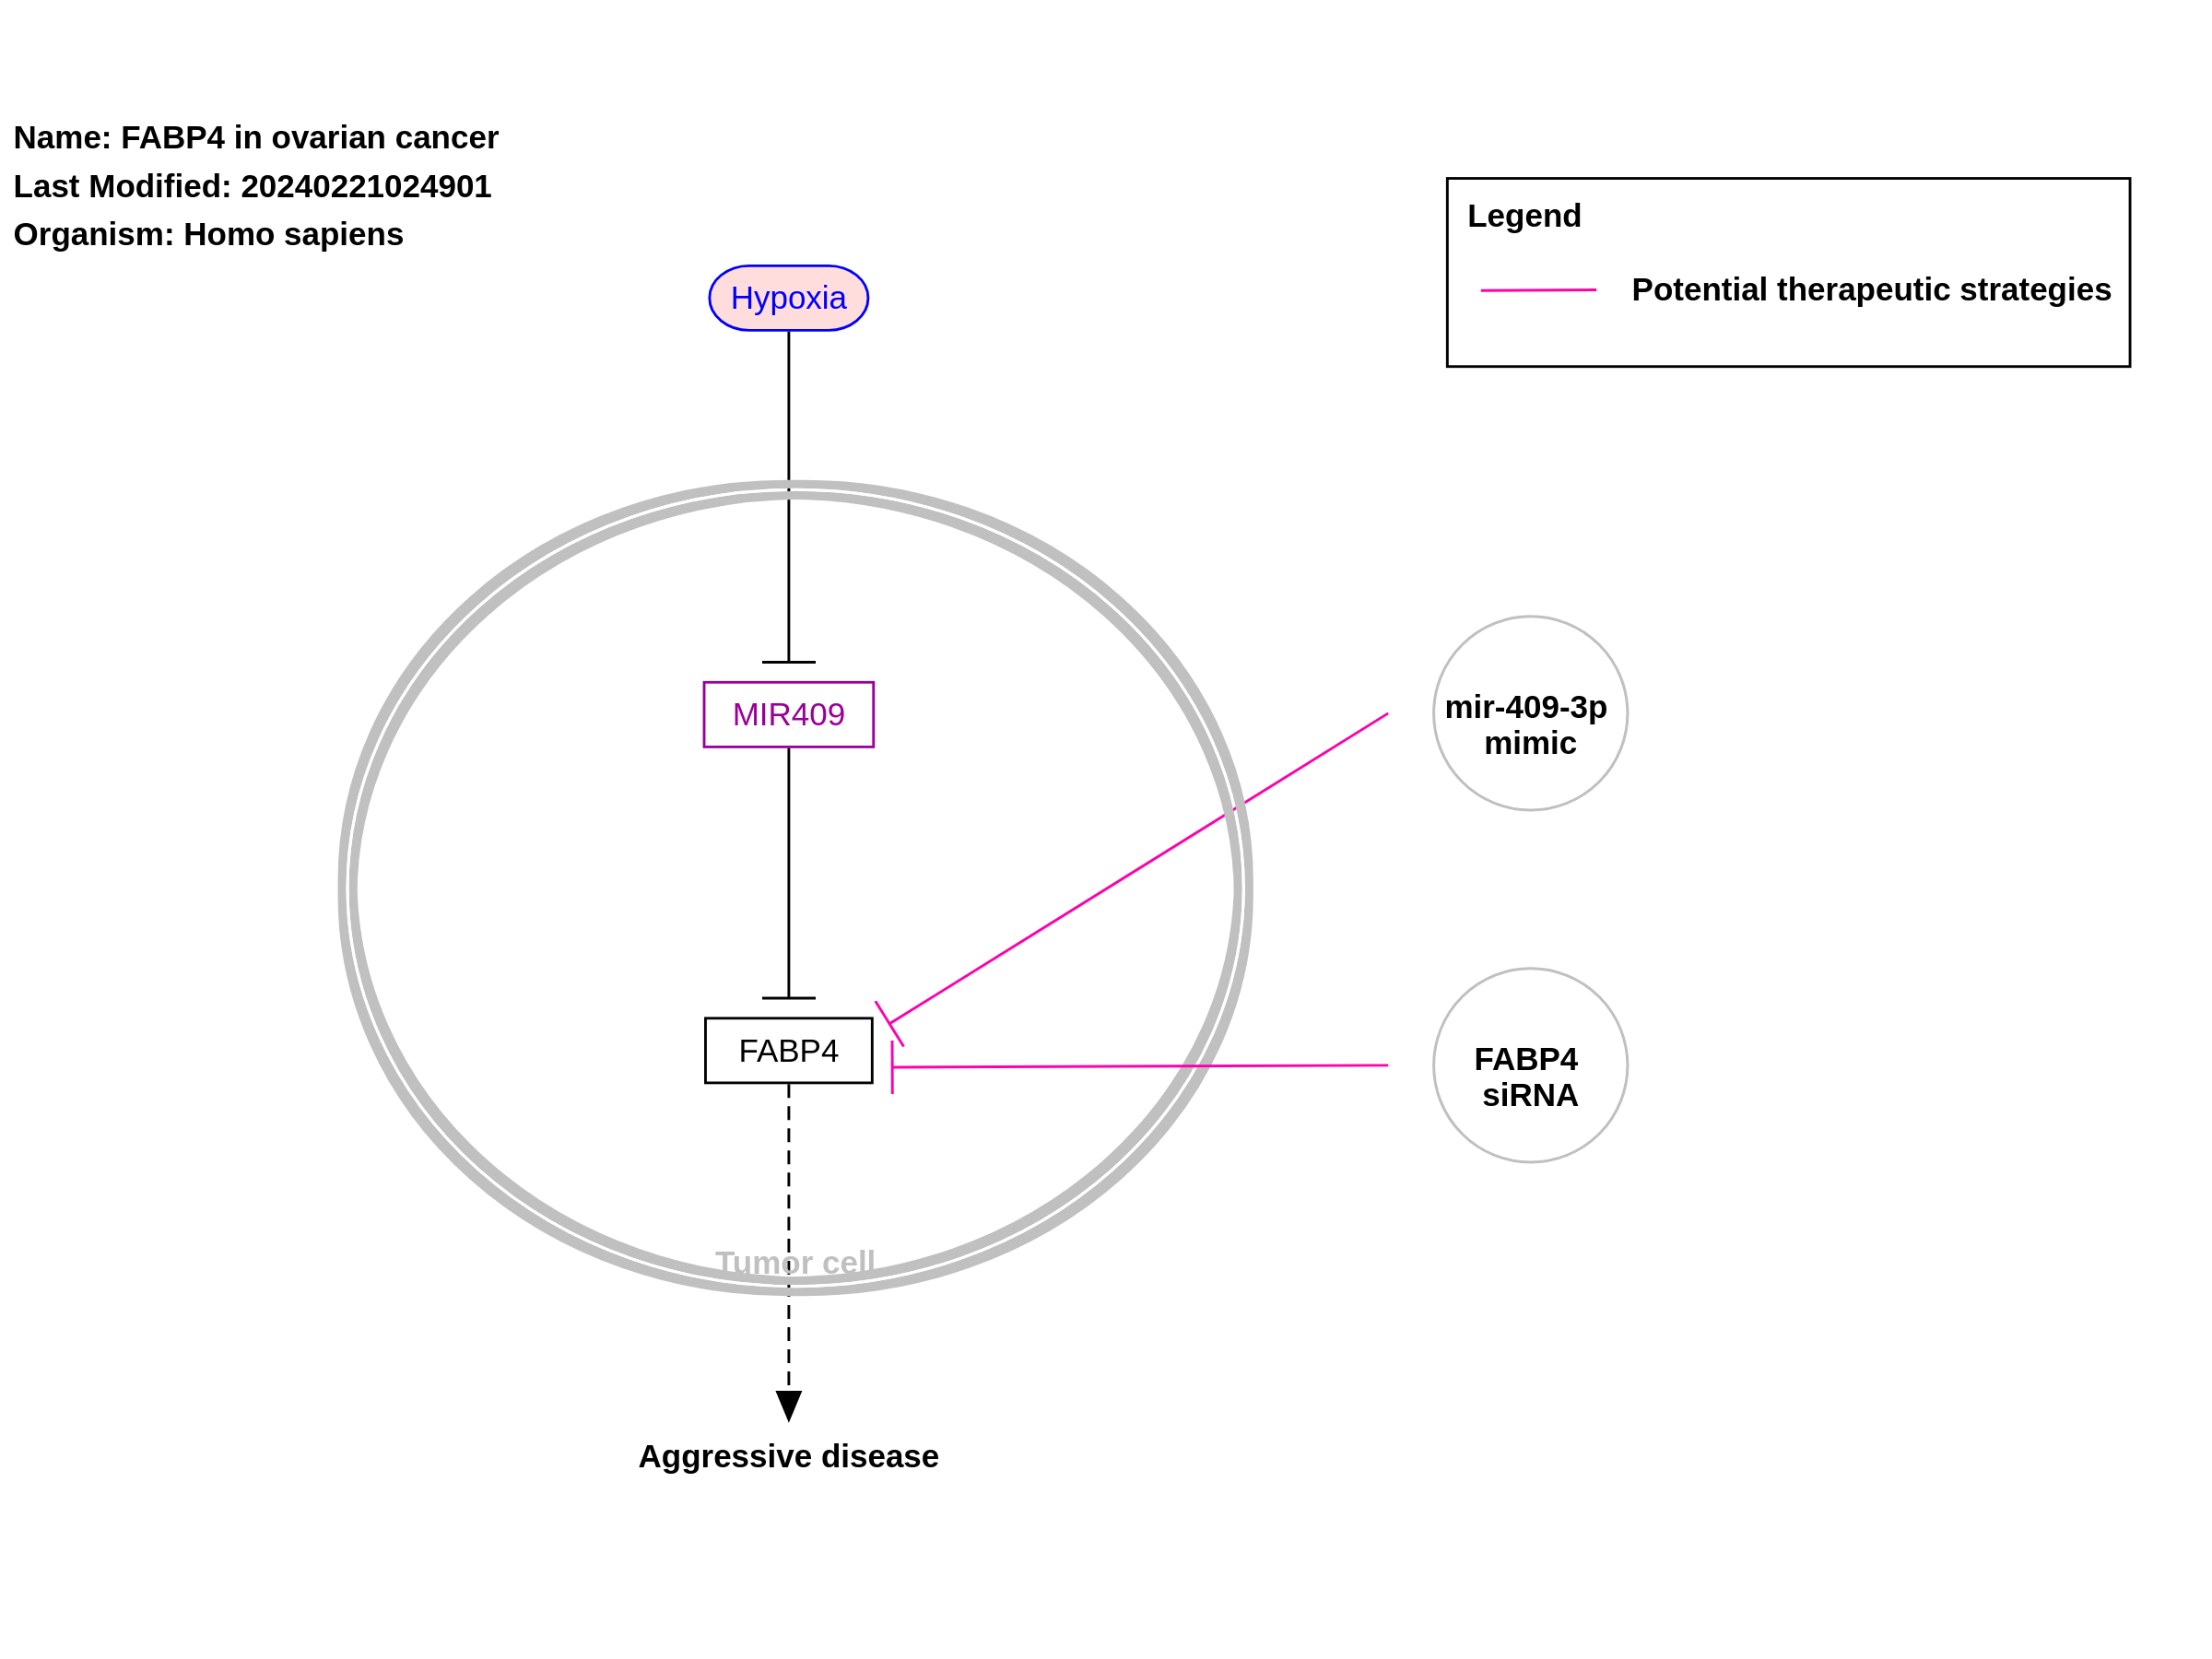 Name: FABP4 in ovarian cancer
Last Modified: 20240221024901
Organism: Homo sapiens
Legend
Potential therapeutic strategies
Hypoxia
MIR409
mir-409-3p
mimic
FABP4
FABP4
siRNA
Tumor cell
Aggressive disease